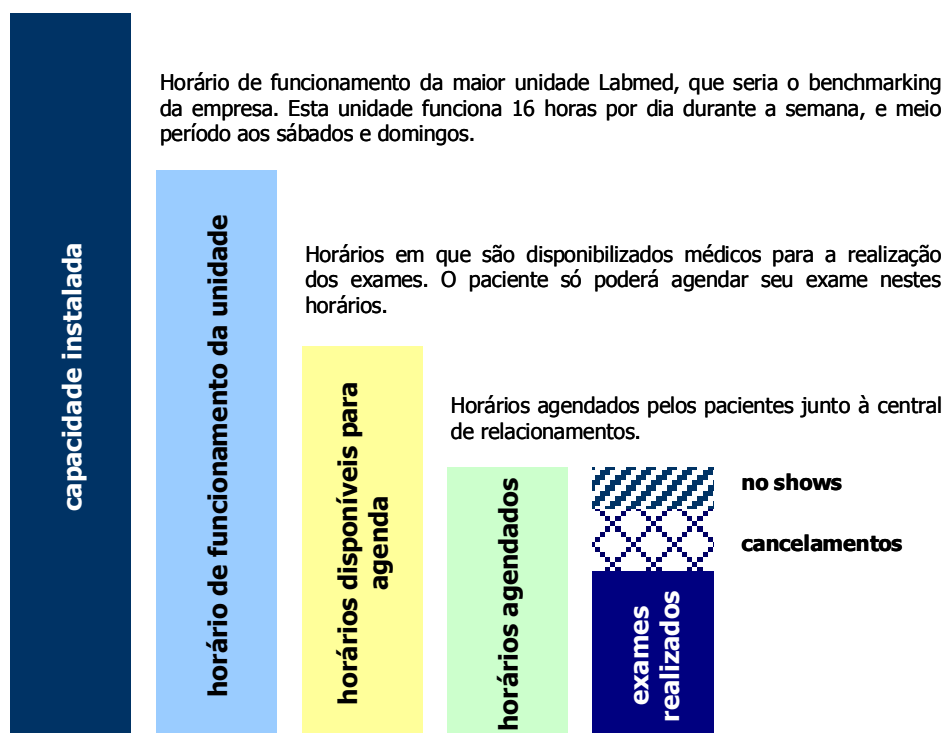 capacidade instalada
Horário de funcionamento da maior unidade Labmed, que seria o benchmarking
da empresa. Esta unidade funciona 16 horas por dia durante a semana, e meio
período aos sábados e domingos.
horário de funcionamento da unidade
Horários em que são disponibilizados médicos para a realização
dos exames. O paciente só poderá agendar seu exame nestes
horários.
horários disponíveis para
agenda
Horários agendados pelos pacientes junto à central
de relacionamentos.
horários agendados
no shows
cancelamentos
exames
realizados